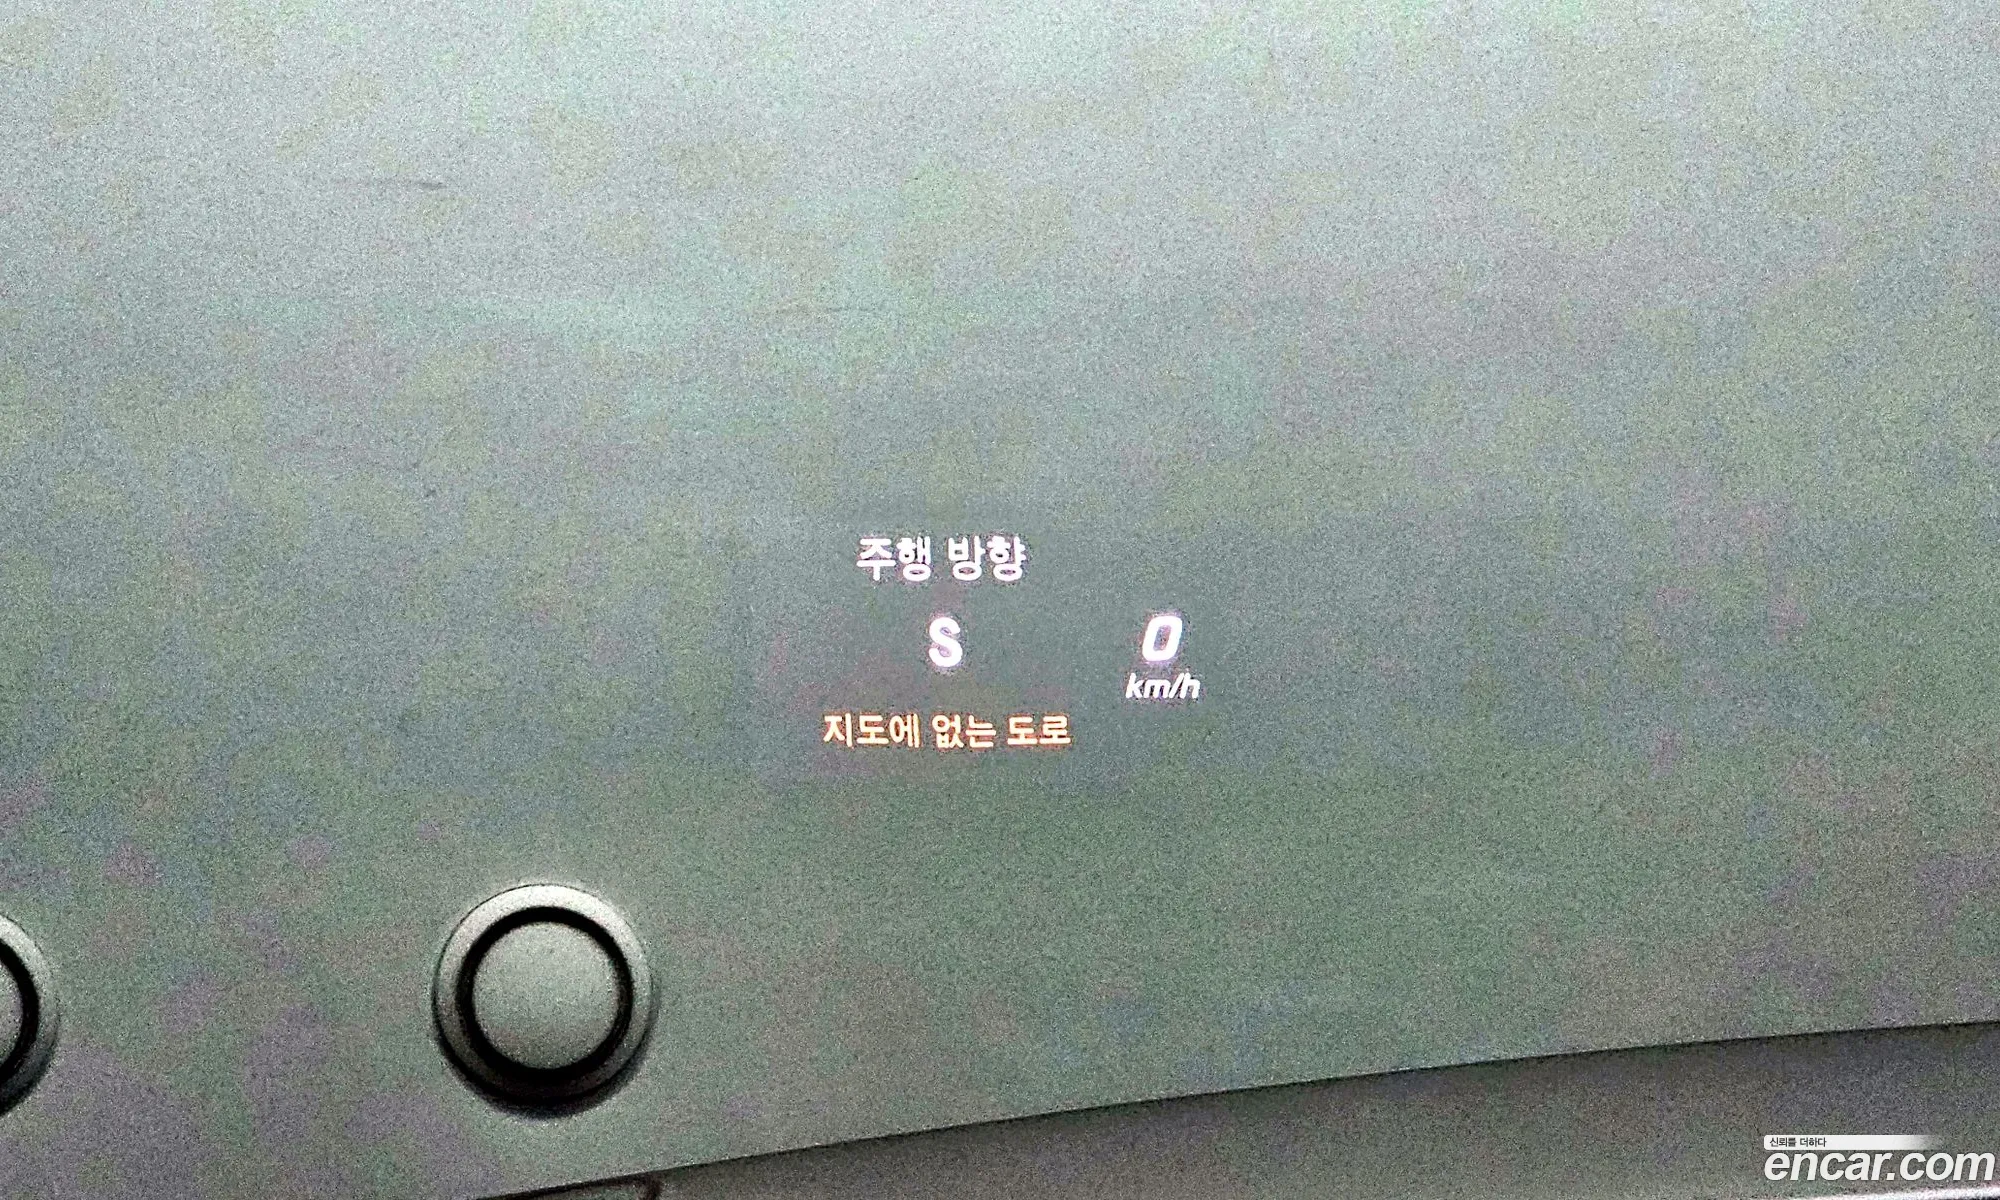 주행 방향
S
0
km/h
지도에 없는 도로
신뢰를 더하다
encar.com